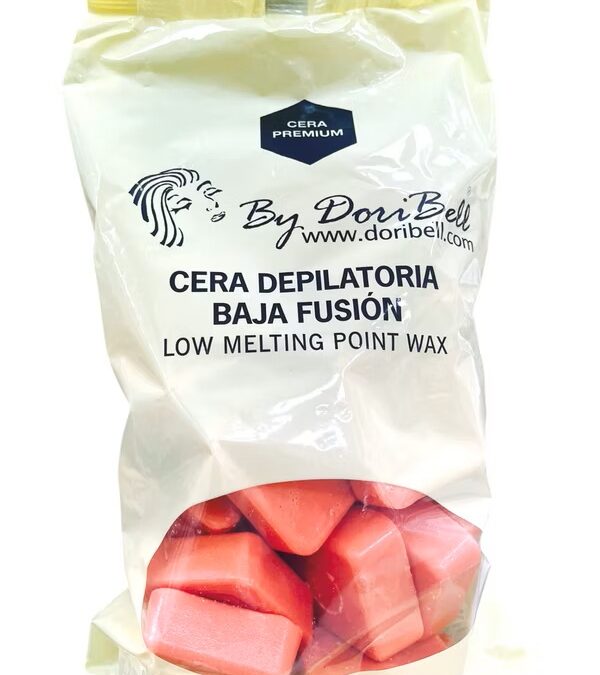 CERA
PREMIUM
By DoriBell®
www.doribell.com
CERA DEPILATORIA
BAJA FUSIÓN
LOW MELTING POINT WAX